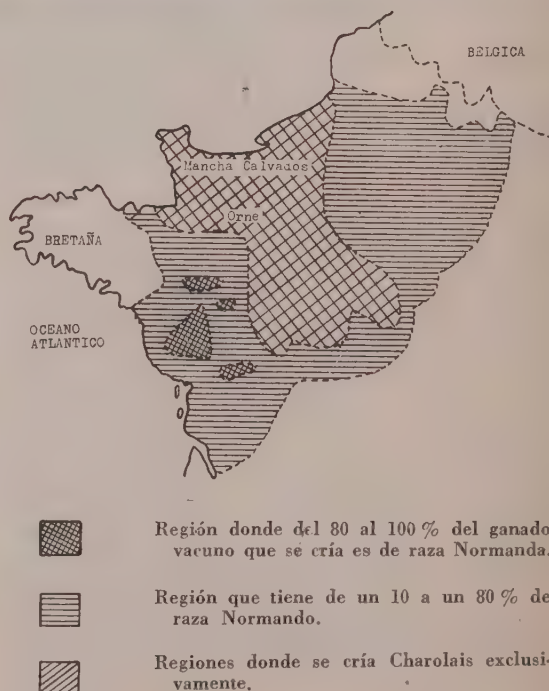 BELGICA
Mancha Calvados
Orne
BRETAÑA
OCEANO
ATLANTICO
Región donde del 80 al 100 % del ganado
vacuno que se cría es de raza Normanda.
Región que tiene de un 10 a un 80 % de
raza Normando.
Regiones donde se cría Charolais exclusi-
vamente.